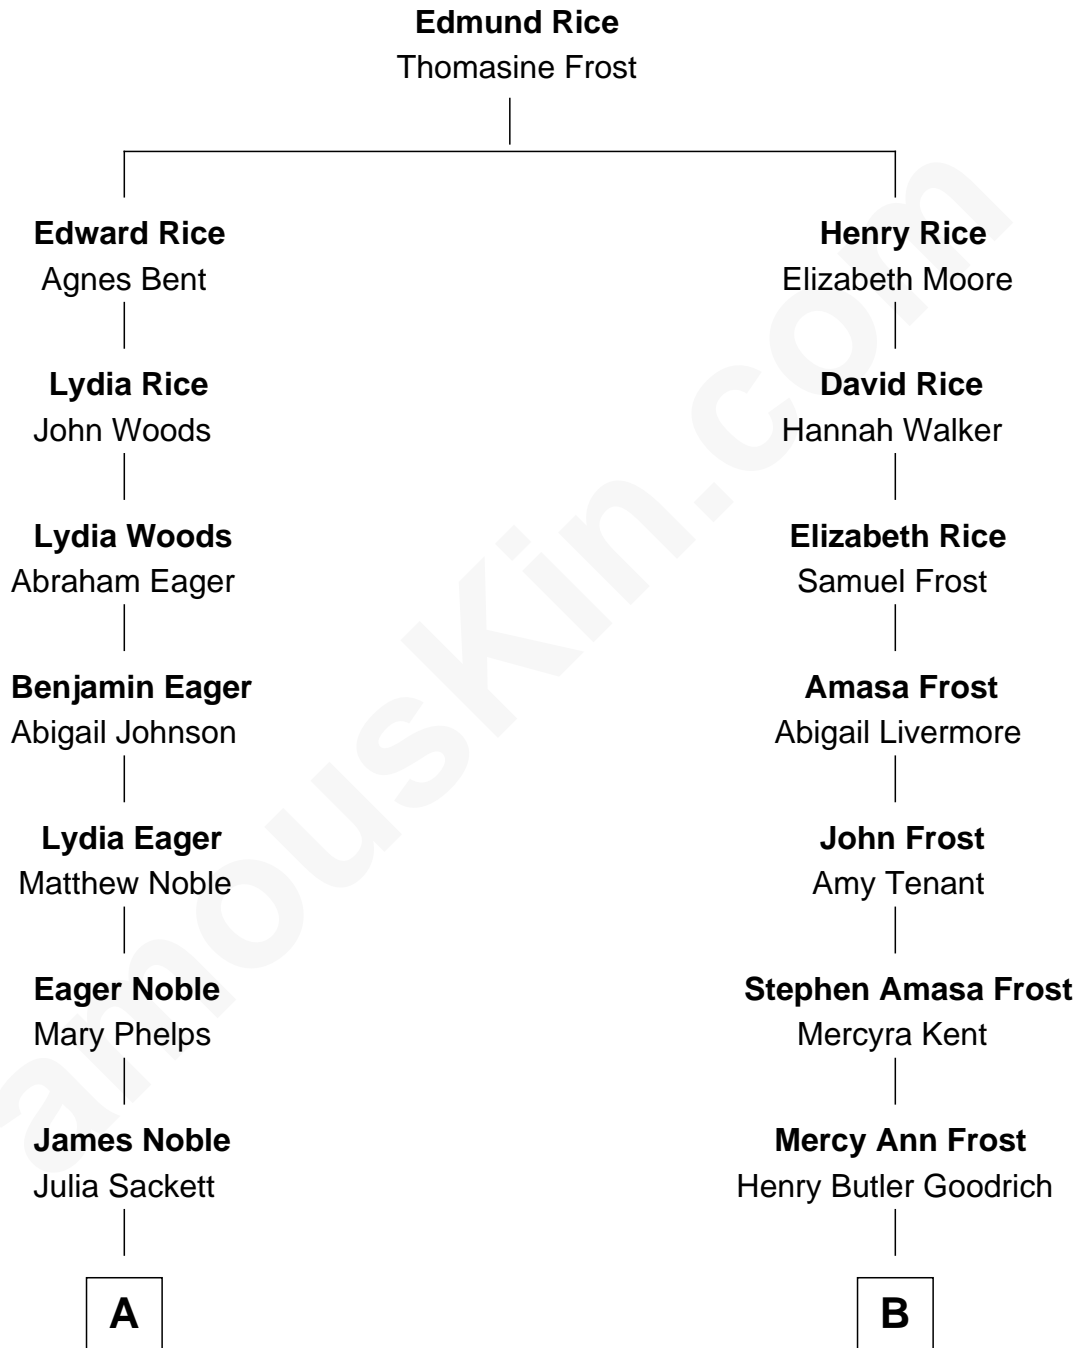 Edmund Rice
Thomasine Frost
Edward Rice
Agnes Bent
Henry Rice
Elizabeth Moore
Lydia Rice
John Woods
David Rice
Hannah Walker
Lydia Woods
Abraham Eager
Elizabeth Rice
Samuel Frost
Benjamin Eager
Abigail Johnson
Amasa Frost
Abigail Livermore
Lydia Eager
Matthew Noble
John Frost
Amy Tenant
Eager Noble
Mary Phelps
Stephen Amasa Frost
Mercyra Kent
James Noble
Julia Sackett
Mercy Ann Frost
Henry Butler Goodrich
A
B
amousKin.com